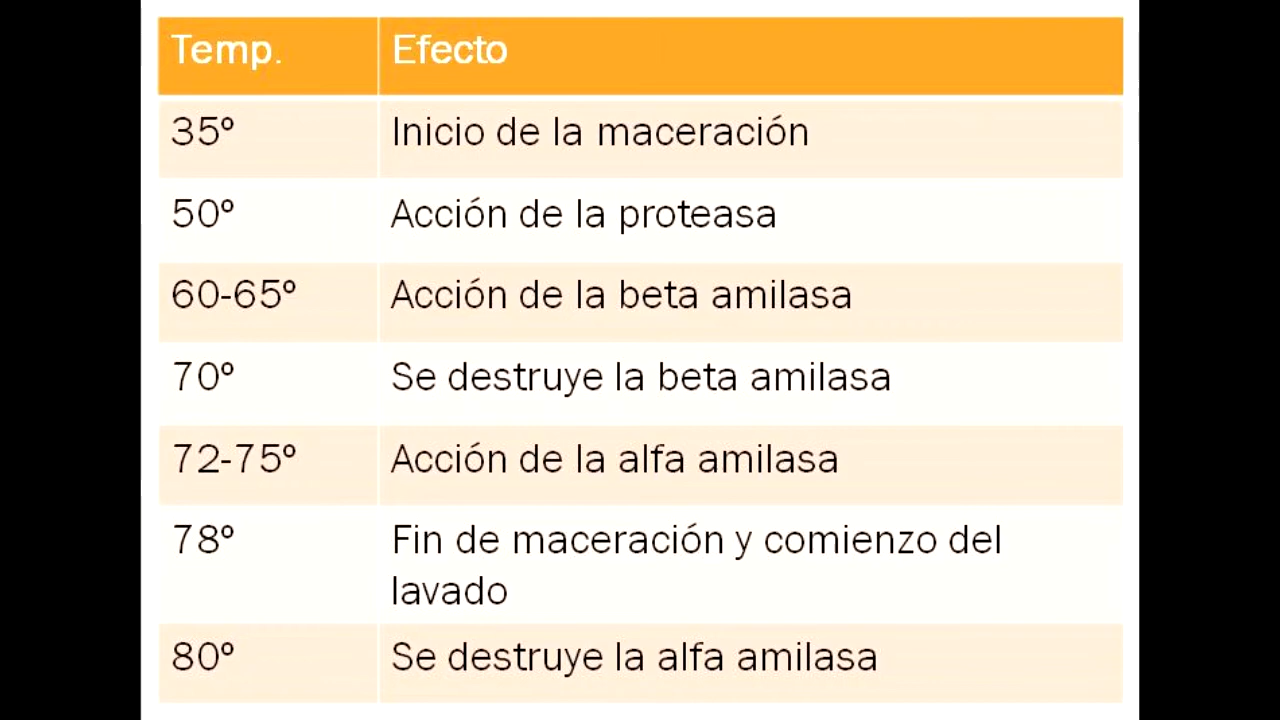 Temp. Efecto
35º Inicio de la maceración
50º Acción de la proteasa
60-65º Acción de la beta amilasa
70º Se destruye la beta amilasa
72-75º Acción de la alfa amilasa
78º Fin de maceración y comienzo del
lavado
80º Se destruye la alfa amilasa